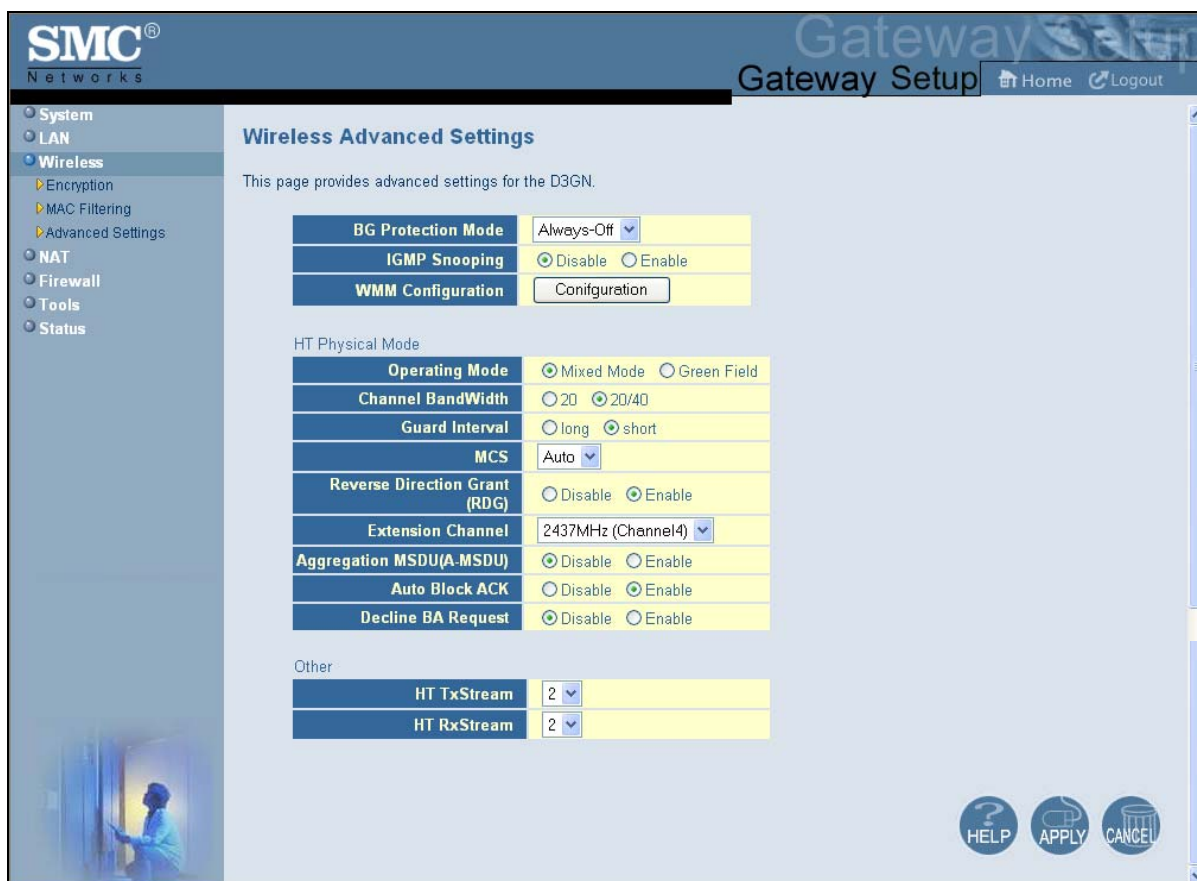 SMC®
Networks
Gateway Setup
Gateway Setup
Home
Logout
System
LAN
Wireless
Encryption
MAC Filtering
Advanced Settings
NAT
Firewall
Tools
Status
Wireless Advanced Settings
This page provides advanced settings for the D3GN.
BG Protection Mode Always-Off
IGMP Snooping Disable Enable
WMM Configuration Conifguration
HT Physical Mode
Operating Mode Mixed Mode Green Field
Channel BandWidth 20 20/40
Guard Interval long short
MCS Auto
Reverse Direction Grant
(RDG) Disable Enable
Extension Channel 2437MHz (Channel4)
Aggregation MSDU(A-MSDU) Disable Enable
Auto Block ACK Disable Enable
Decline BA Request Disable Enable
Other
HT TxStream 2
HT RxStream 2
? HELP APPLY CANCEL